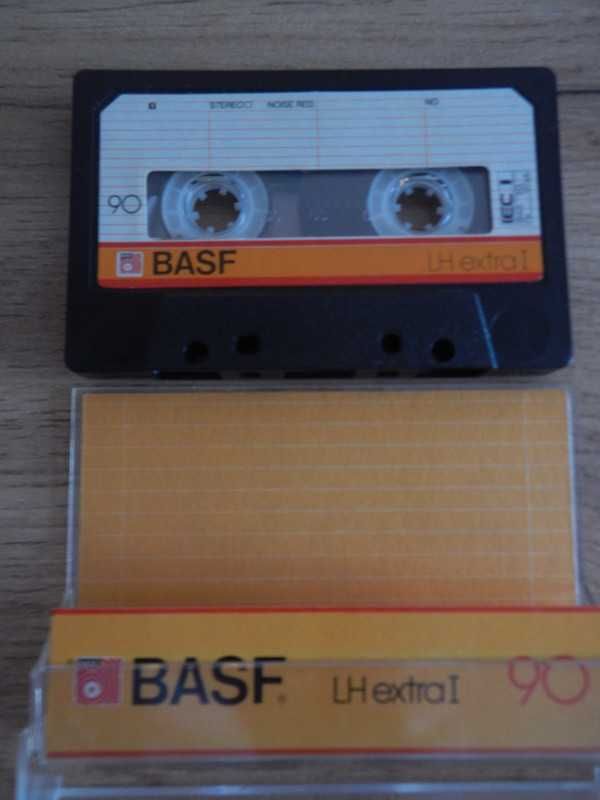 STEREO NOISE RED. NO
90
IEC I
BASF LH extra I
BASF® LH extra I 90